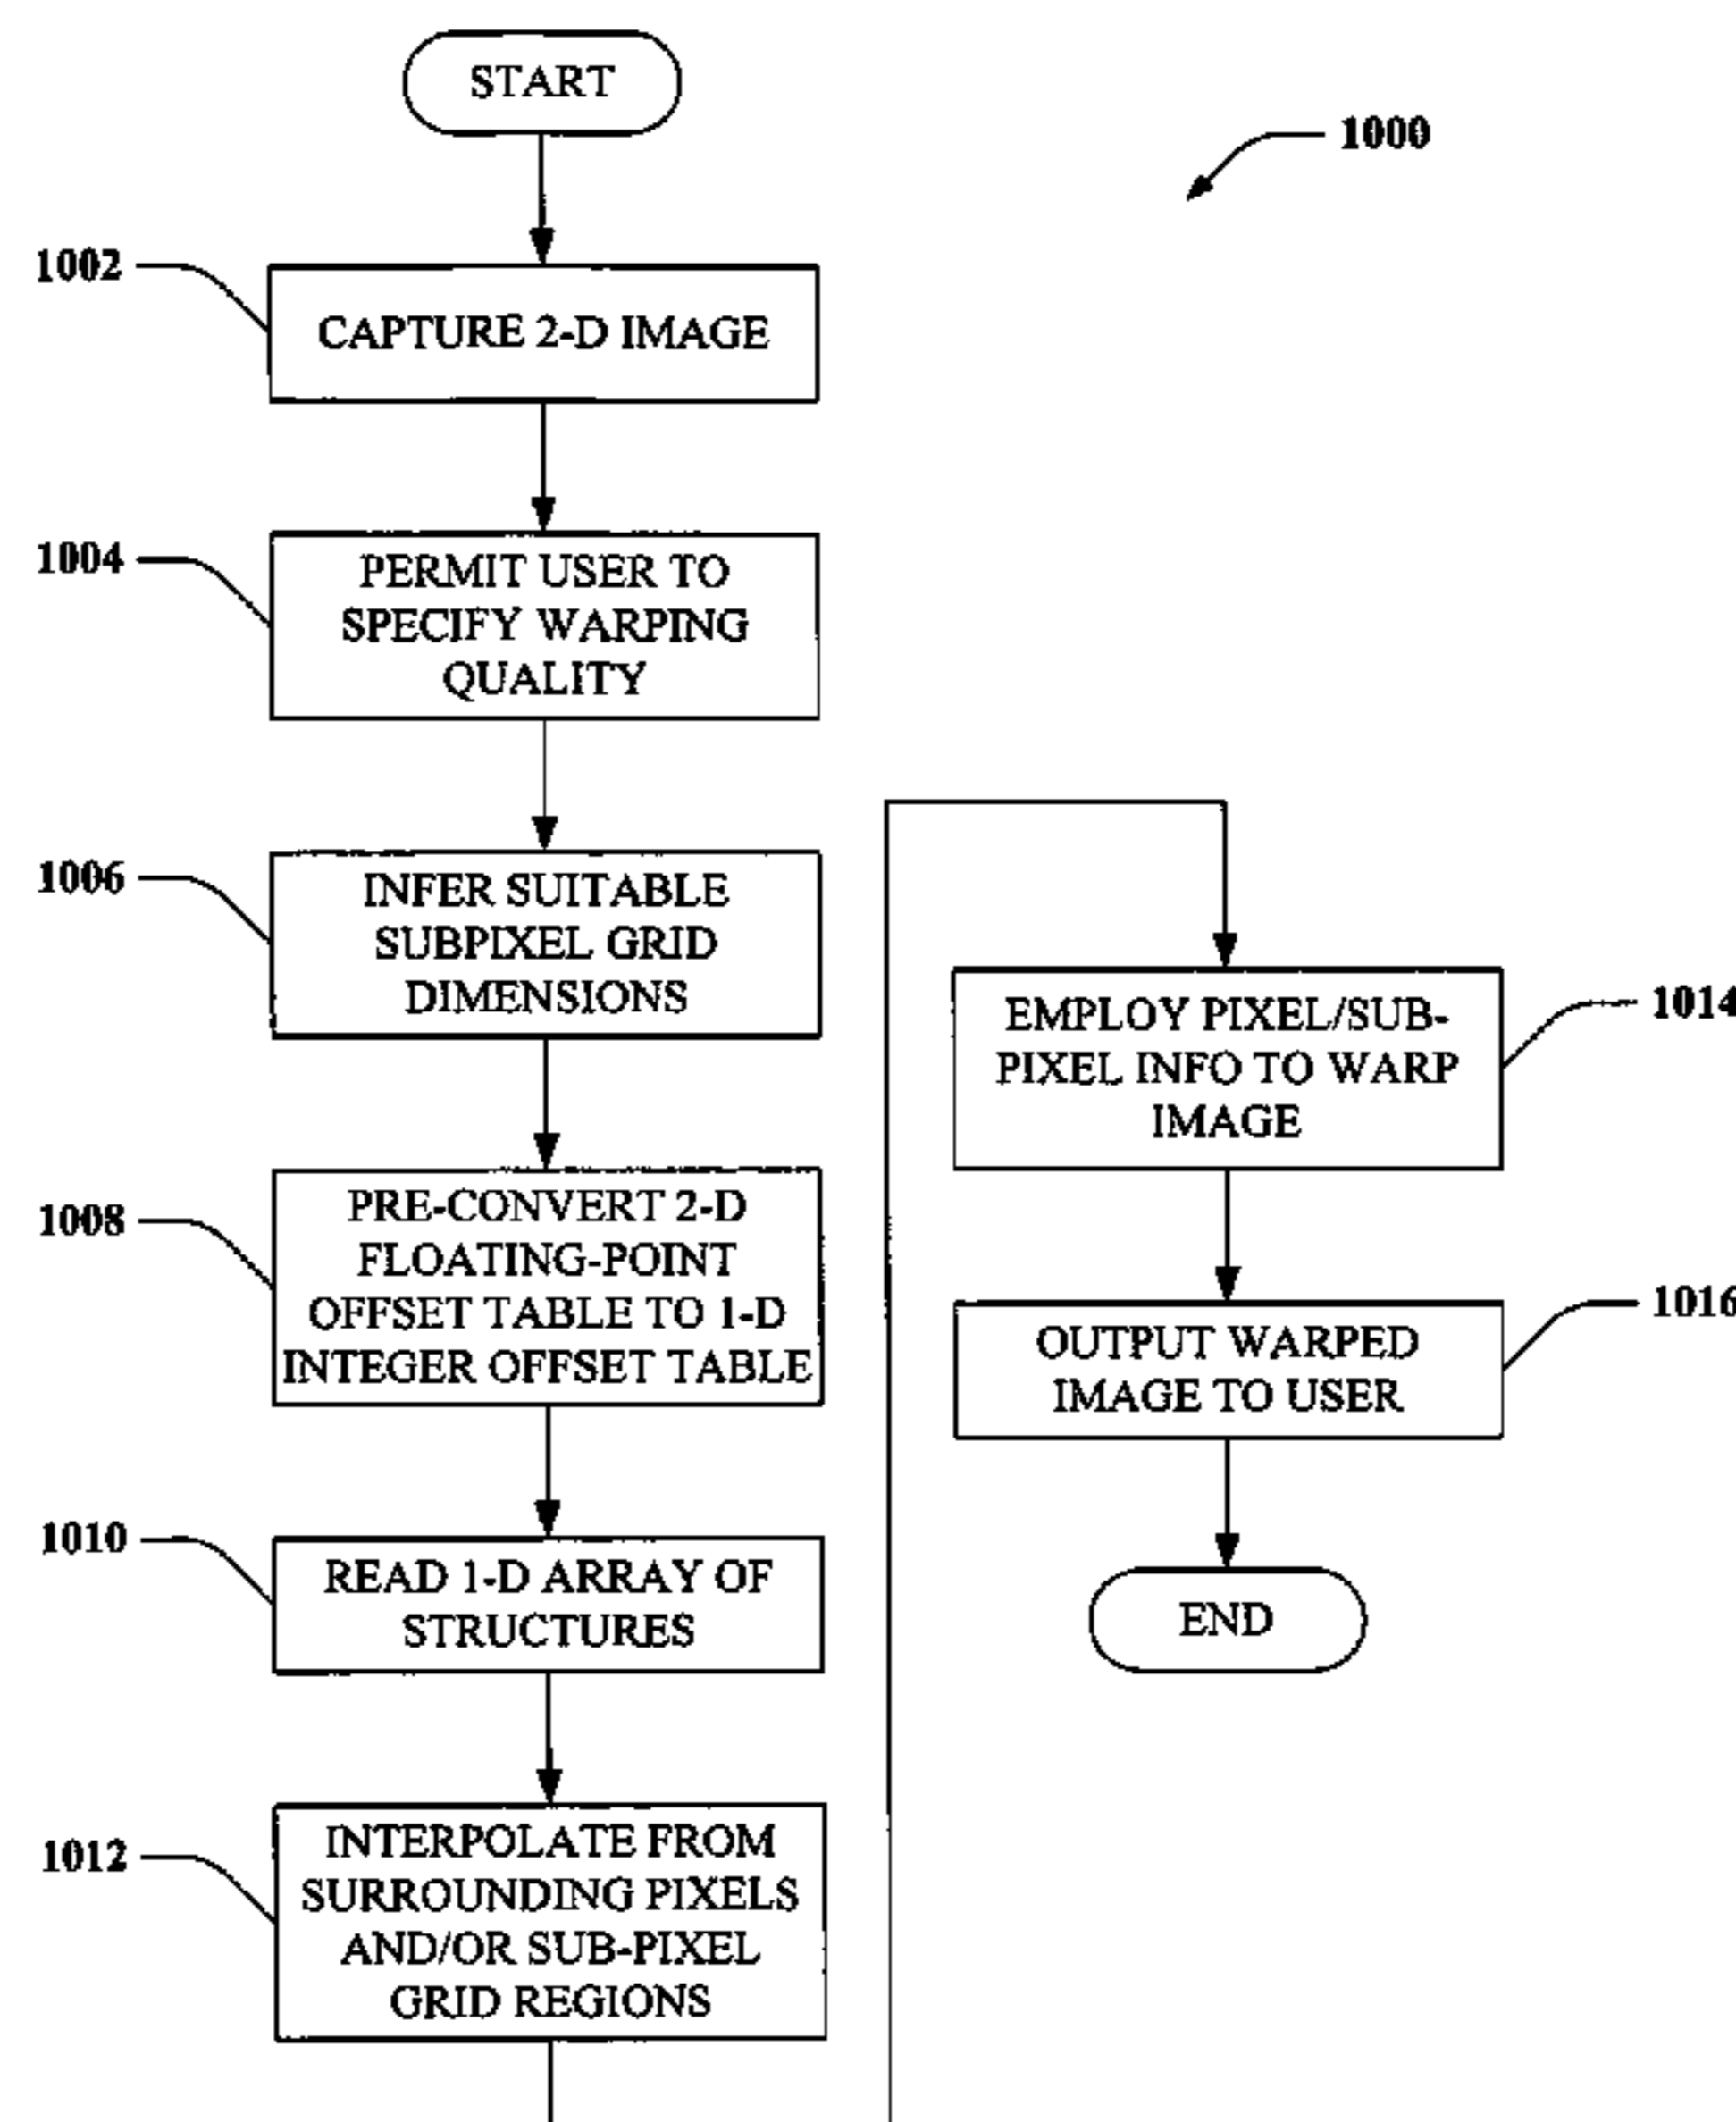 START
1000
1002
CAPTURE 2-D IMAGE
1004
PERMIT USER TO
SPECIFY WARPING
QUALITY
1006
INFER SUITABLE
SUBPIXEL GRID
DIMENSIONS
1008
PRE-CONVERT 2-D
FLOATING-POINT
OFFSET TABLE TO 1-D
INTEGER OFFSET TABLE
1010
READ 1-D ARRAY OF
STRUCTURES
1012
INTERPOLATE FROM
SURROUNDING PIXELS
AND/OR SUB-PIXEL
GRID REGIONS
EMPLOY PIXEL/SUB-
PIXEL INFO TO WARP
IMAGE
1014
OUTPUT WARPED
IMAGE TO USER
1016
END